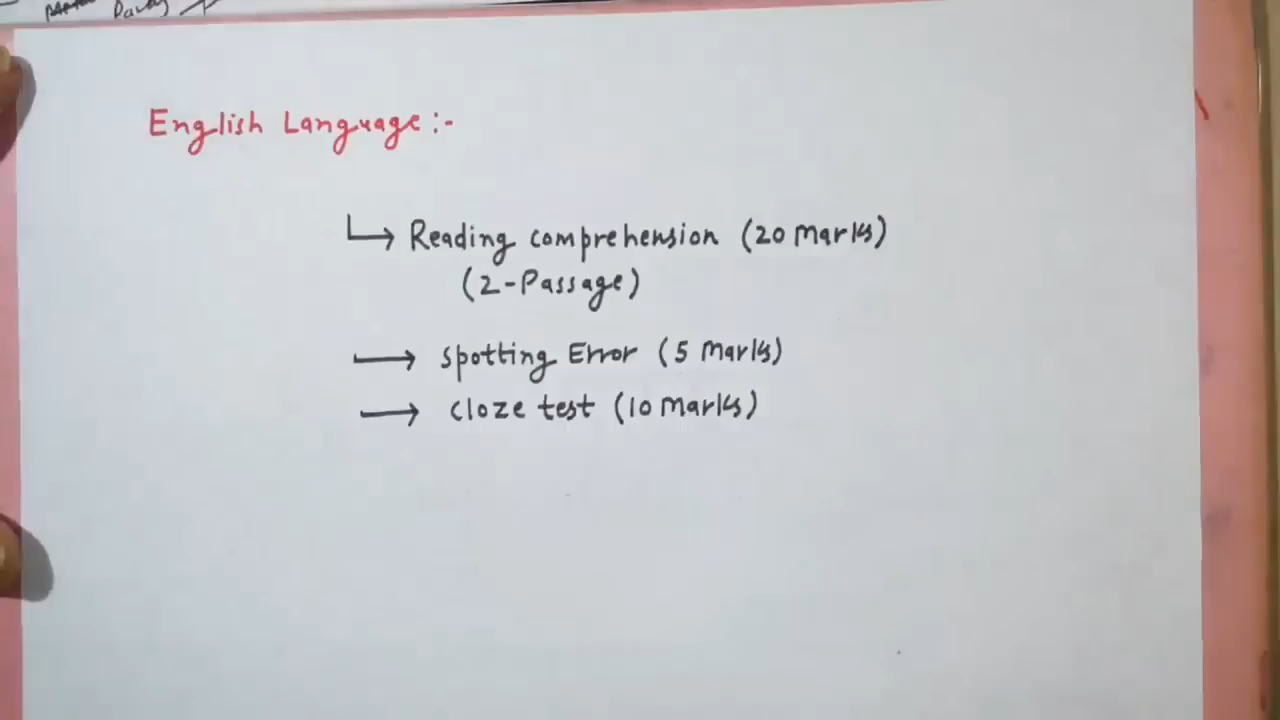 English Language :-
↳ Reading comprehension (20 Marks)
(2-Passage)
→ Spotting Error (5 Marks)
→ cloze test (10 Marks)